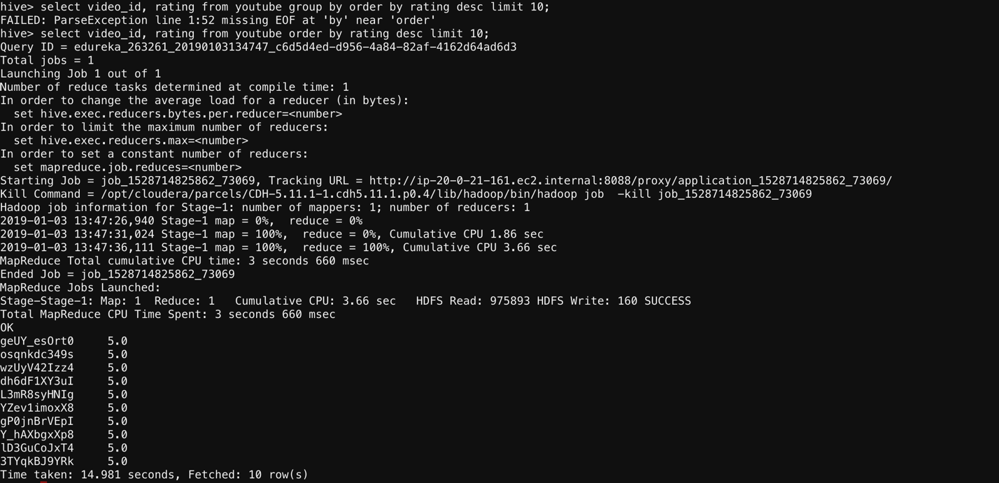 hive> select video_id, rating from youtube group by order by rating desc limit 10;
FAILED: ParseException line 1:52 missing EOF at 'by' near 'order'
hive> select video_id, rating from youtube order by rating desc limit 10;
Query ID = edureka_263261_20190103134747_c6d5d4ed-d956-4a84-82af-4162d64ad6d3
Total jobs = 1
Launching Job 1 out of 1
Number of reduce tasks determined at compile time: 1
In order to change the average load for a reducer (in bytes):
  set hive.exec.reducers.bytes.per.reducer=<number>
In order to limit the maximum number of reducers:
  set hive.exec.reducers.max=<number>
In order to set a constant number of reducers:
  set mapreduce.job.reduces=<number>
Starting Job = job_1528714825862_73069, Tracking URL = http://ip-20-0-21-161.ec2.internal:8088/proxy/application_1528714825862_73069/
Kill Command = /opt/cloudera/parcels/CDH-5.11.1-1.cdh5.11.1.p0.4/lib/hadoop/bin/hadoop job  -kill job_1528714825862_73069
Hadoop job information for Stage-1: number of mappers: 1; number of reducers: 1
2019-01-03 13:47:26,940 Stage-1 map = 0%,  reduce = 0%
2019-01-03 13:47:31,024 Stage-1 map = 100%,  reduce = 0%, Cumulative CPU 1.86 sec
2019-01-03 13:47:36,111 Stage-1 map = 100%,  reduce = 100%, Cumulative CPU 3.66 sec
MapReduce Total cumulative CPU time: 3 seconds 660 msec
Ended Job = job_1528714825862_73069
MapReduce Jobs Launched:
Stage-Stage-1: Map: 1  Reduce: 1   Cumulative CPU: 3.66 sec   HDFS Read: 975893 HDFS Write: 160 SUCCESS
Total MapReduce CPU Time Spent: 3 seconds 660 msec
OK
geUY_esOrt0     5.0
osqnkdc349s     5.0
wzUyV42Izz4     5.0
dh6dF1XY3uI     5.0
L3mR8syHNIg     5.0
YZev1imoxX8     5.0
gP0jnBrVEpI     5.0
Y_hAXbgxXp8     5.0
lD3GuCoJxT4     5.0
3TYqkBJ9YRk     5.0
Time taken: 14.981 seconds, Fetched: 10 row(s)